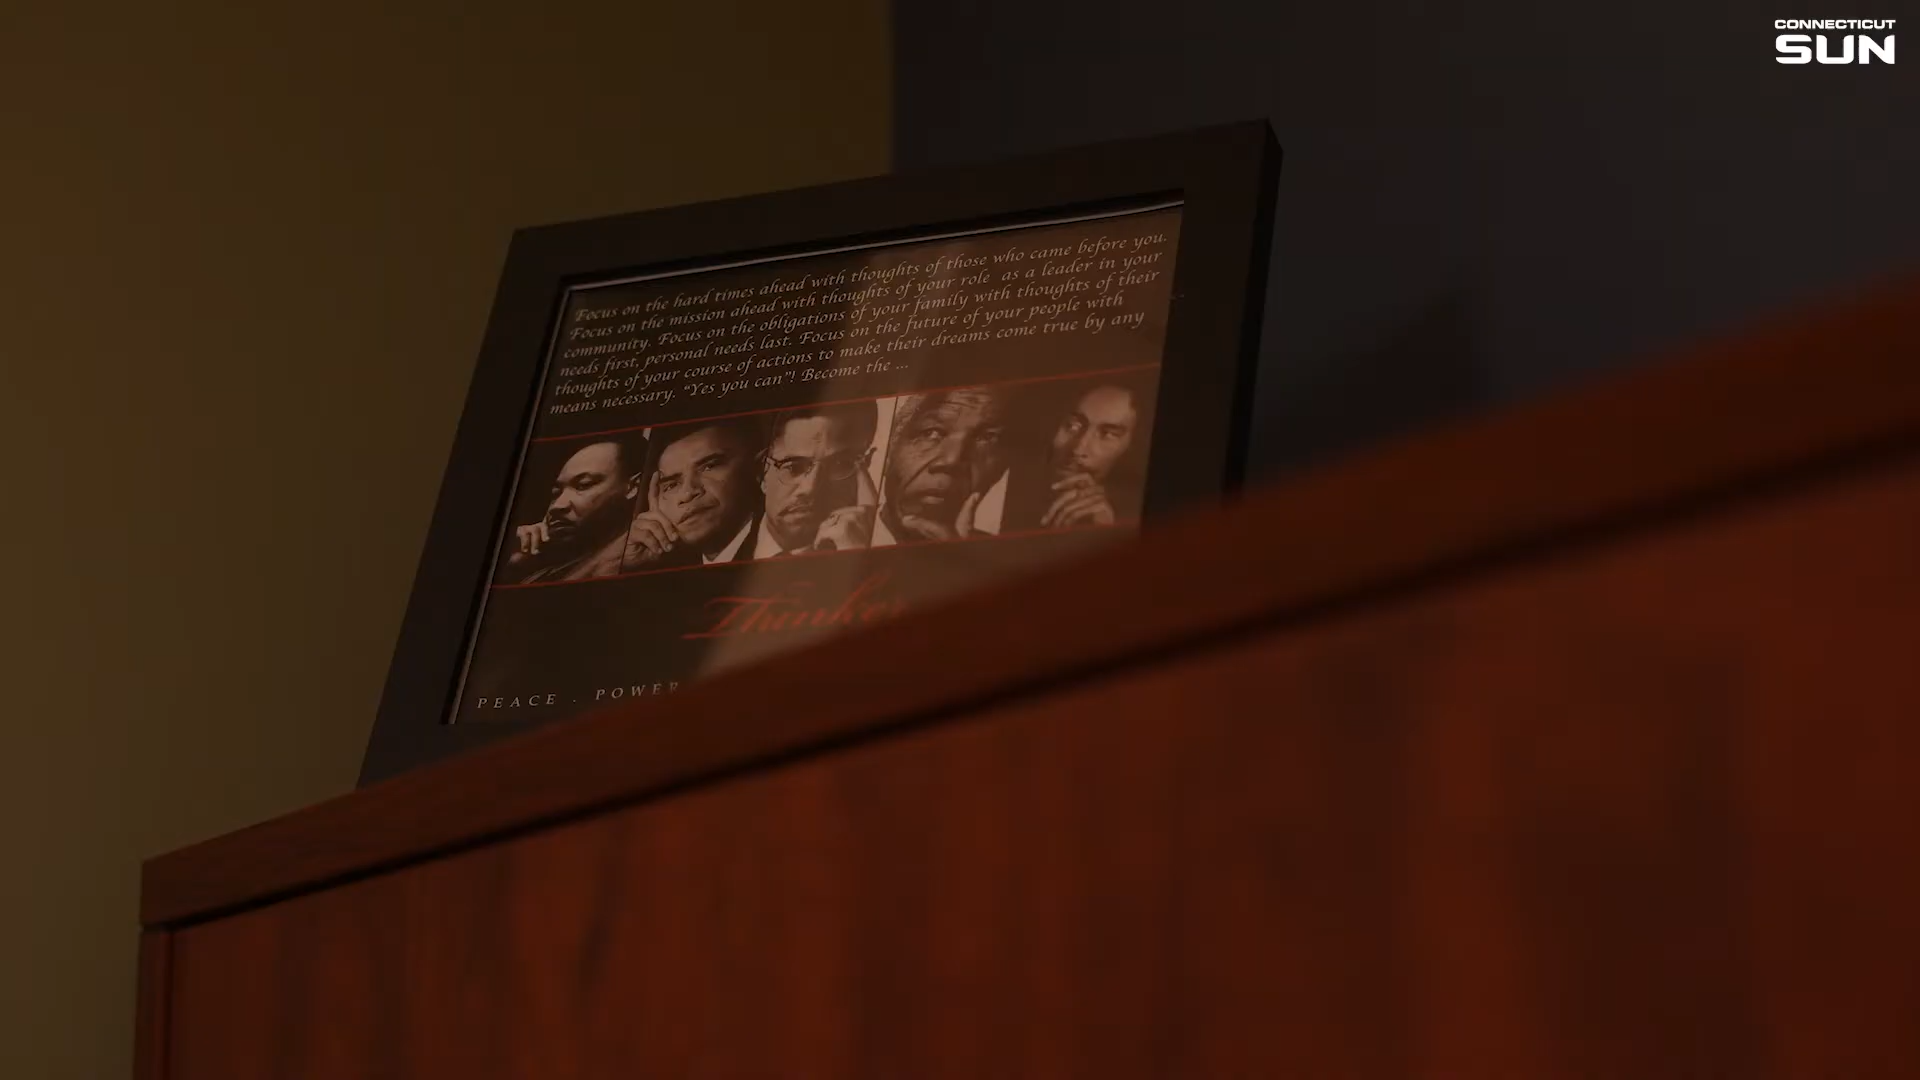 CONNECTICUT
SUN
Focus on the hard times ahead with thoughts of those who came before you.
Focus on the mission ahead with thoughts of your role as a leader in your
community. Focus on the obligations of your family with thoughts of their
needs first, personal needs last. Focus on the future of your people with
thoughts of your course of actions to make their dreams come true by any
means necessary. "Yes you can"! Become the ...
Thinker
PEACE . POWER